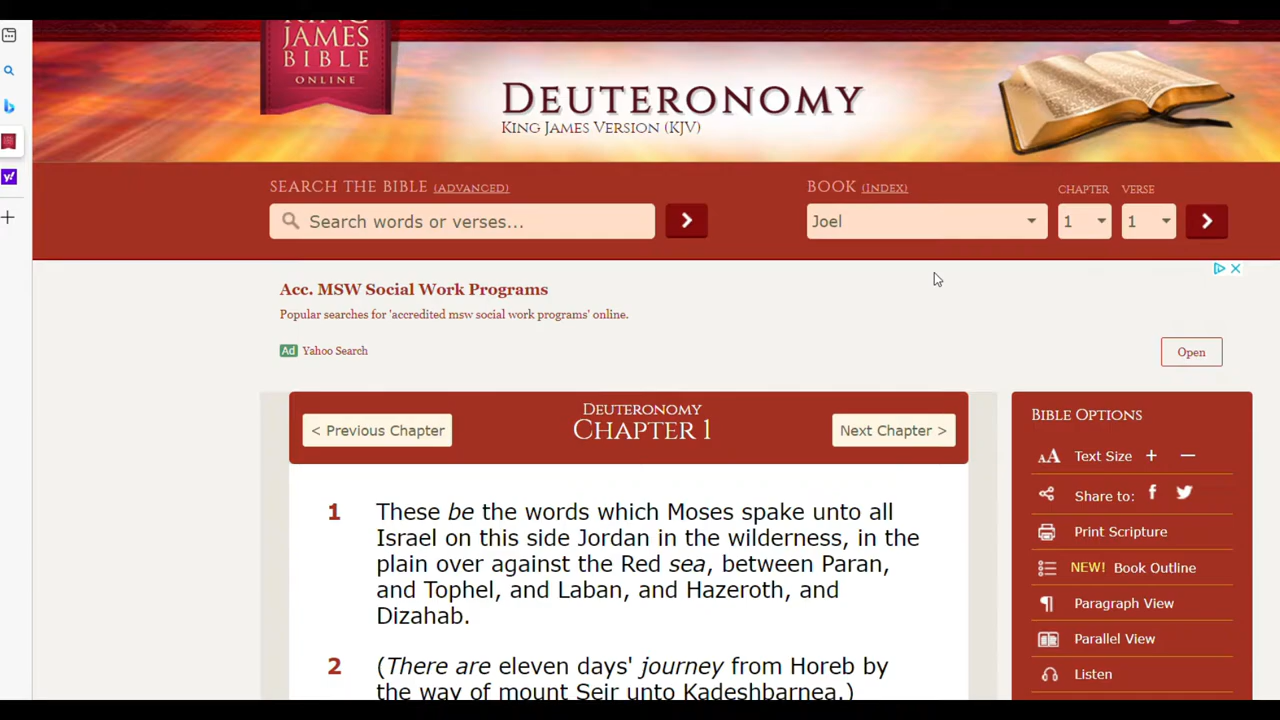 KING
JAMES
BIBLE
ONLINE
DEUTERONOMY
KING JAMES VERSION (KJV)
SEARCH THE BIBLE (ADVANCED)
Search words or verses...
BOOK (INDEX)
CHAPTER
VERSE
Joel
1
1
Acc. MSW Social Work Programs
Popular searches for 'accredited msw social work programs' online.
Ad Yahoo Search
Open
< Previous Chapter
DEUTERONOMY
CHAPTER 1
Next Chapter >
1 These be the words which Moses spake unto all
Israel on this side Jordan in the wilderness, in the
plain over against the Red sea, between Paran,
and Tophel, and Laban, and Hazeroth, and
Dizahab.
2 (There are eleven days' journey from Horeb by
the way of mount Seir unto Kadeshbarnea.)
BIBLE OPTIONS
AA Text Size + −
Share to:
Print Scripture
NEW! Book Outline
Paragraph View
Parallel View
Listen